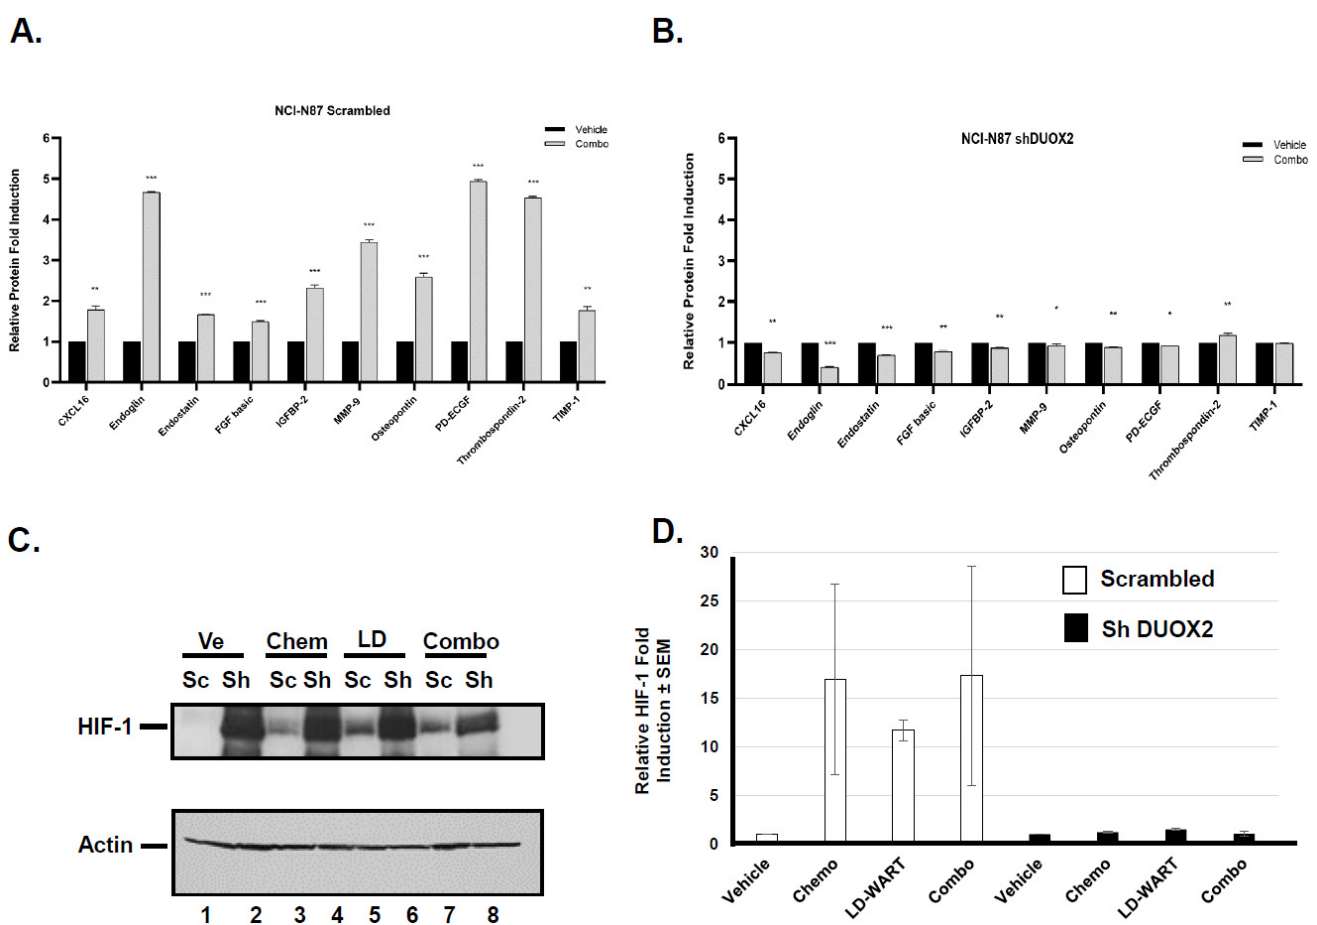 A.
NCI-N87 Scrambled
Vehicle
Combo
Relative Protein Fold Induction
6
5
4
3
2
1
0
**
***
***
***
***
***
***
***
***
**
CXCL16
Endoglin
Endostatin
FGF basic
IGFBP-2
MMP-9
Osteopontin
PD-ECGF
Thrombospondin-2
TIMP-1
B.
NCI-N87 shDUOX2
Vehicle
Combo
Relative Protein Fold Induction
6
5
4
3
2
1
0
**
***
***
**
**
*
**
*
**
CXCL16
Endoglin
Endostatin
FGF basic
IGFBP-2
MMP-9
Osteopontin
PD-ECGF
Thrombospondin-2
TIMP-1
C.
Ve Chem LD Combo
Sc Sh Sc Sh Sc Sh Sc Sh
HIF-1
Actin
1 2 3 4 5 6 7 8
D.
Relative HIF-1 Fold
Induction ± SEM
30
25
20
15
10
5
0
Scrambled
Sh DUOX2
Vehicle
Chemo
LD-WART
Combo
Vehicle
Chemo
LD-WART
Combo